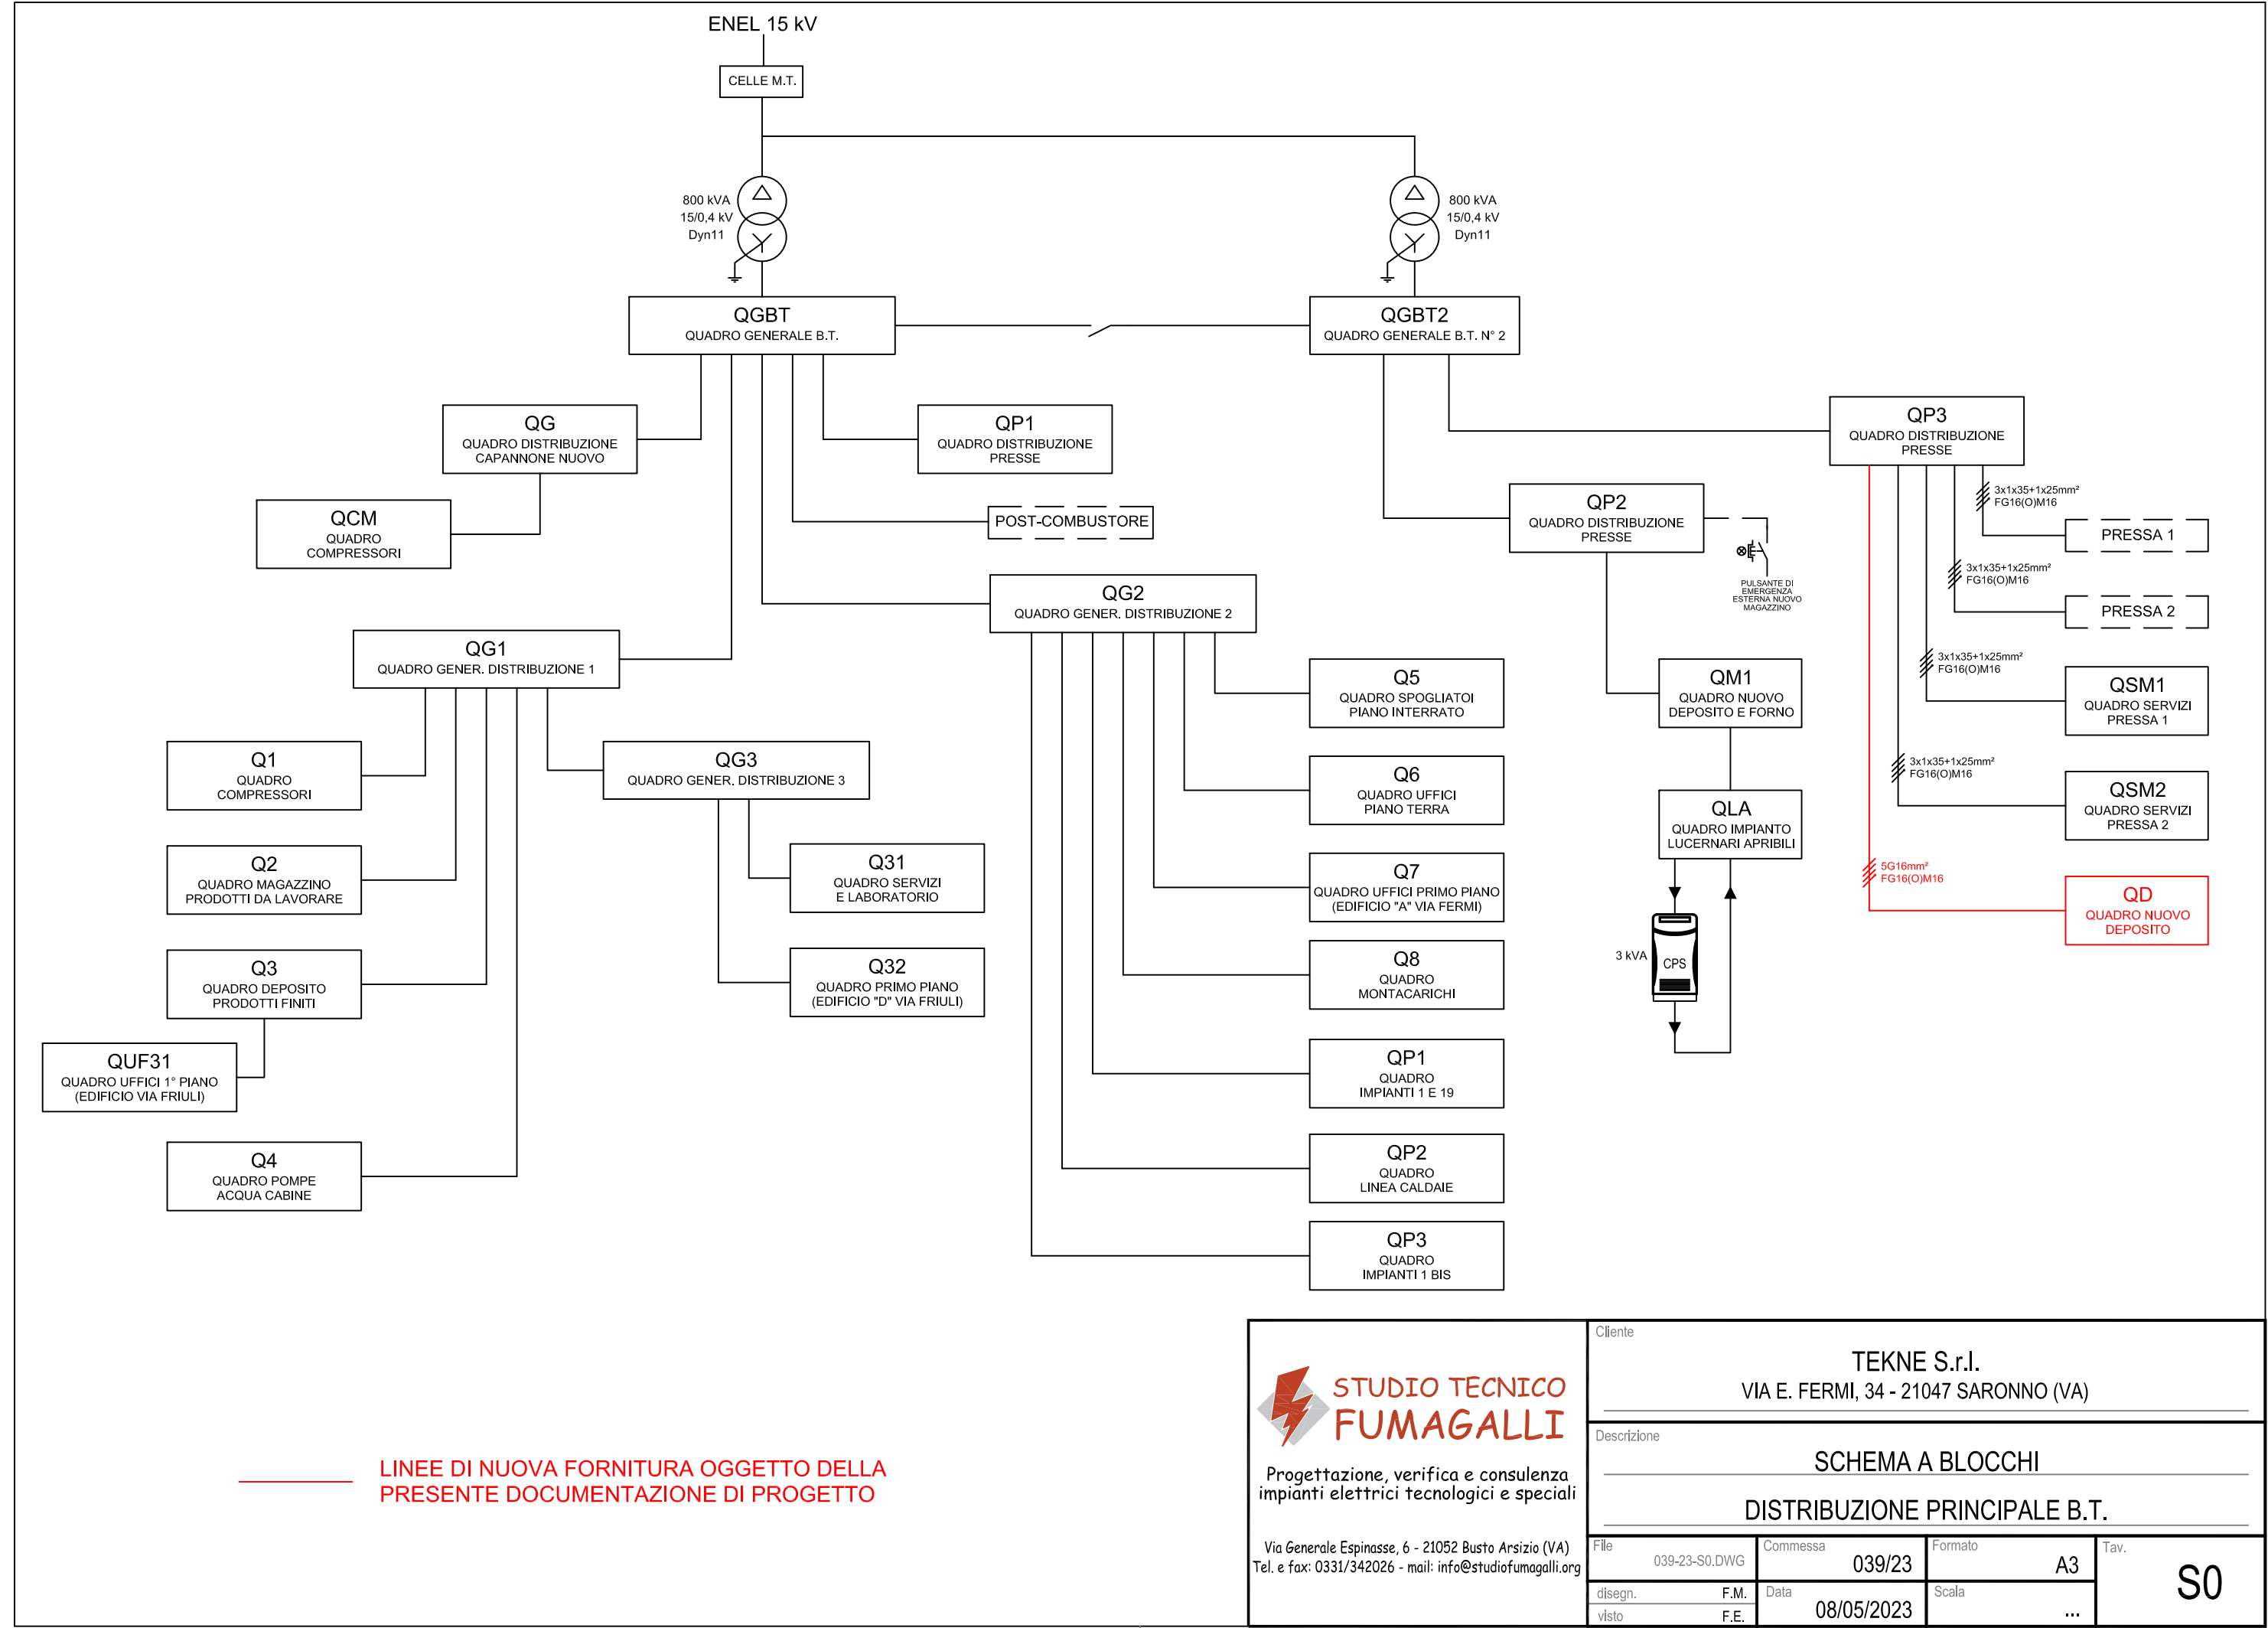 ENEL 15 kV
CELLE M.T.
800 kVA
15/0,4 kV
Dyn11
800 kVA
15/0,4 kV
Dyn11
QGBT
QUADRO GENERALE B.T.
QGBT2
QUADRO GENERALE B.T. N° 2
QG
QUADRO DISTRIBUZIONE
CAPANNONE NUOVO
QP1
QUADRO DISTRIBUZIONE
PRESSE
QP3
QUADRO DISTRIBUZIONE
PRESSE
QCM
QUADRO
COMPRESSORI
POST-COMBUSTORE
QP2
QUADRO DISTRIBUZIONE
PRESSE
PULSANTE DI
EMERGENZA
ESTERNA NUOVO
MAGAZZINO
3x1x35+1x25mm²
FG16(O)M16
PRESSA 1
3x1x35+1x25mm²
FG16(O)M16
PRESSA 2
QG2
QUADRO GENER. DISTRIBUZIONE 2
QG1
QUADRO GENER. DISTRIBUZIONE 1
Q5
QUADRO SPOGLIATOI
PIANO INTERRATO
QM1
QUADRO NUOVO
DEPOSITO E FORNO
3x1x35+1x25mm²
FG16(O)M16
QSM1
QUADRO SERVIZI
PRESSA 1
Q1
QUADRO
COMPRESSORI
QG3
QUADRO GENER. DISTRIBUZIONE 3
Q6
QUADRO UFFICI
PIANO TERRA
QLA
QUADRO IMPIANTO
LUCERNARI APRIBILI
3x1x35+1x25mm²
FG16(O)M16
QSM2
QUADRO SERVIZI
PRESSA 2
Q2
QUADRO MAGAZZINO
PRODOTTI DA LAVORARE
Q31
QUADRO SERVIZI
E LABORATORIO
Q7
QUADRO UFFICI PRIMO PIANO
(EDIFICIO "A" VIA FERMI)
5G16mm²
FG16(O)M16
QD
QUADRO NUOVO
DEPOSITO
Q3
QUADRO DEPOSITO
PRODOTTI FINITI
Q32
QUADRO PRIMO PIANO
(EDIFICIO "D" VIA FRIULI)
Q8
QUADRO
MONTACARICHI
3 kVA
CPS
QUF31
QUADRO UFFICI 1° PIANO
(EDIFICIO VIA FRIULI)
QP1
QUADRO
IMPIANTI 1 E 19
Q4
QUADRO POMPE
ACQUA CABINE
QP2
QUADRO
LINEA CALDAIE
QP3
QUADRO
IMPIANTI 1 BIS
LINEE DI NUOVA FORNITURA OGGETTO DELLA
PRESENTE DOCUMENTAZIONE DI PROGETTO
STUDIO TECNICO
FUMAGALLI
Progettazione, verifica e consulenza
impianti elettrici tecnologici e speciali
Via Generale Espinasse, 6 - 21052 Busto Arsizio (VA)
Tel. e fax: 0331/342026 - mail: info@studiofumagalli.org
Cliente
TEKNE S.r.l.
VIA E. FERMI, 34 - 21047 SARONNO (VA)
Descrizione
SCHEMA A BLOCCHI
DISTRIBUZIONE PRINCIPALE B.T.
File
039-23-S0.DWG
Commessa
039/23
Formato
A3
Tav.
S0
disegn.
F.M.
visto
F.E.
Data
08/05/2023
Scala
...